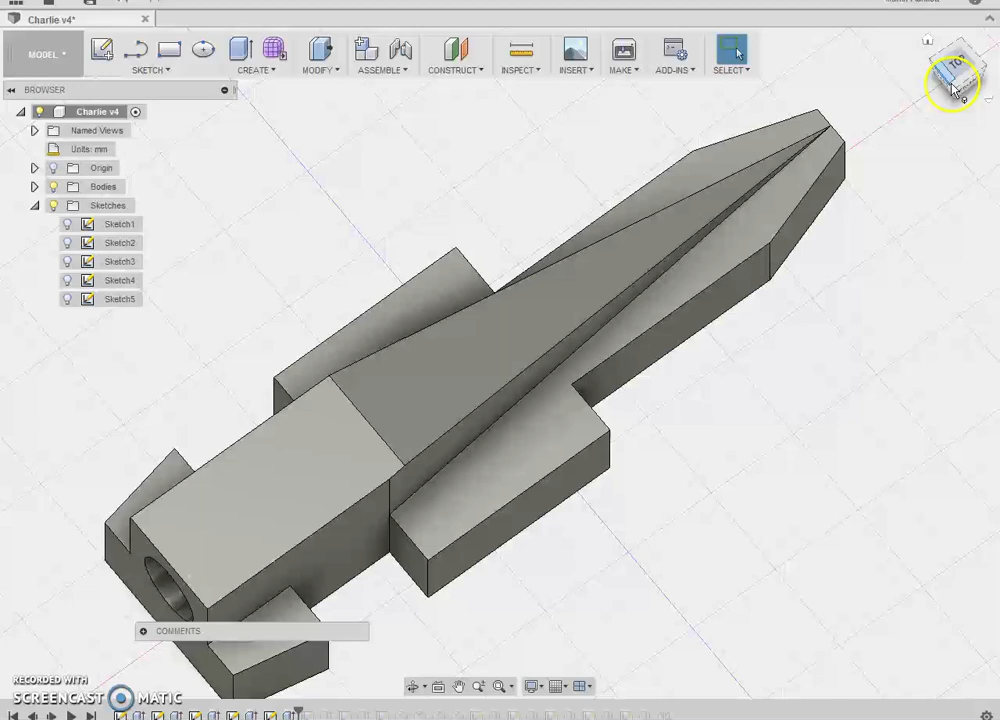 Charlie v4*
MODEL
SKETCH
CREATE
MODIFY
ASSEMBLE
CONSTRUCT
INSPECT
INSERT
MAKE
ADD-INS
SELECT
BROWSER
TOP
Charlie v4
Named Views
Units: mm
Origin
Bodies
Sketches
Sketch1
Sketch2
Sketch3
Sketch4
Sketch5
COMMENTS
RECORDED WITH
SCREENCAST MATIC